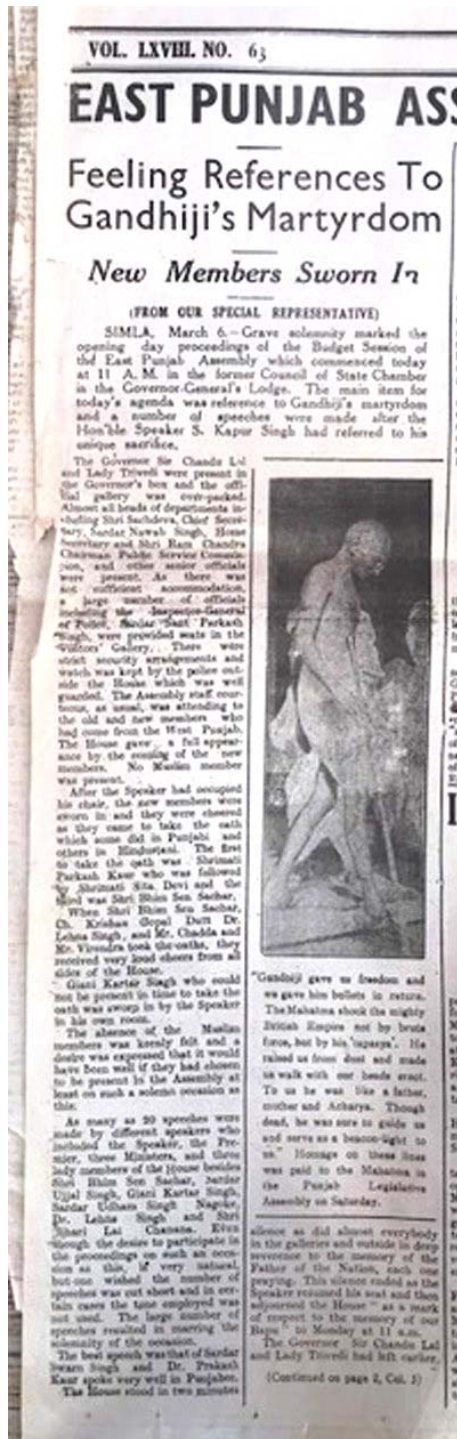 VOL. LXVIII. NO. 63
EAST PUNJAB ASS
Feeling References To
Gandhiji's Martyrdom
New Members Sworn In
(FROM OUR SPECIAL REPRESENTATIVE)
SIMLA, March 6.—Grave solemnity marked the
opening day proceedings of the Budget Session of
the East Punjab Assembly which commenced today
at 11 A. M. in the former Council of State Chamber
in the Governor-General's Lodge. The main item for
today's agenda was reference to Gandhiji's martyrdom
and a number of speeches were made after the
Hon'ble Speaker S. Kapur Singh had referred to his
unique sacrifice.
The Governor Sir Chandu Lal
and Lady Trivedi were present in
the Governor's box and the offi-
cial gallery was over-packed.
Almost all heads of departments in-
cluding Shri Sachdeva, Chief Secre-
tary, Sardar Nawab Singh, Home
Secretary and Shri Ram Chandra
Chairman Public Service Commis-
sion, and other senior officials
were present. As there was
not sufficient accommodation,
a large number of officials
including the Inspector-General
of Police, Sardar Sant Parkash
Singh, were provided seats in the
Visitors' Gallery. There were
strict security arrangements and
watch was kept by the police out-
side the House which was well
guarded. The Assembly staff cour-
teous, as usual, was attending to
the old and new members who
had come from the West Punjab.
The House gave a full appear-
ance by the coming of the new
members. No Muslim member
was present.
After the Speaker had occupied
his chair, the new members were
sworn in and they were cheered
as they came to take the oath
which some did in Punjabi and
others in Hindustani. The first
to take the oath was Shrimati
Parkash Kaur who was followed
by Shrimati Sita Devi and the
third was Shri Bhim Sen Sachar.
When Shri Bhim Sen Sachar,
Ch. Krishna Gopal Dutt Dr.
Lehna Singh, and Mr. Chadda and
Mr. Virendra took the oaths, they
received very loud cheers from all
sides of the House.
Giani Kartar Singh who could
not be present in time to take the
oath was sworn in by the Speaker
in his own room.
The absence of the Muslim
members was keenly felt and a
desire was expressed that it would
have been well if they had chosen
to be present in the Assembly at
least on such a solemn occasion as
this.
As many as 20 speeches were
made by different speakers who
included the Speaker, the Pre-
mier, three Ministers, and three
lady members of the House besides
Shri Bhim Sen Sachar, Sardar
Ujjal Singh, Giani Kartar Singh,
Sardar Udham Singh Nagoke,
Dr. Lehna Singh and Shri
Bihari Lal Chanana. Even
though the desire to participate in
the proceedings on such an occa-
sion as this, if very natural,
but one wished the number of
speeches was cut short and in cer-
tain cases the time employed was
not used. The large number of
speeches resulted in marring the
solemnity of the occasion.
The best speech was that of Sardar
Swarn Singh and Dr. Prakash
Kaur spoke very well in Punjabee.
The House stood in two minutes
"Gandhiji gave us freedom and
we gave him bullets in return.
The Mahatma shook the mighty
British Empire not by brute
force, but by his 'tapasya'. He
raised us from dust and made
us walk with our heads erect.
To us he was like a father,
mother and Acharya. Though
dead, he was sure to guide us
and serve as a beacon-light to
us." Homage on these lines
was paid to the Mahatma in
the Punjab Legislative
Assembly on Saturday.
silence as did almost everybody
in the galleries and outside in deep
reverence to the memory of the
Father of the Nation, each one
praying. This silence ended as the
Speaker resumed his seat and then
adjourned the House "as a mark
of respect to the memory of our
Bapu" to Monday at 11 a.m.
The Governor Sir Chandu Lal
and Lady Trivedi had left earlier.
(Continued on page 2, Col. 3)